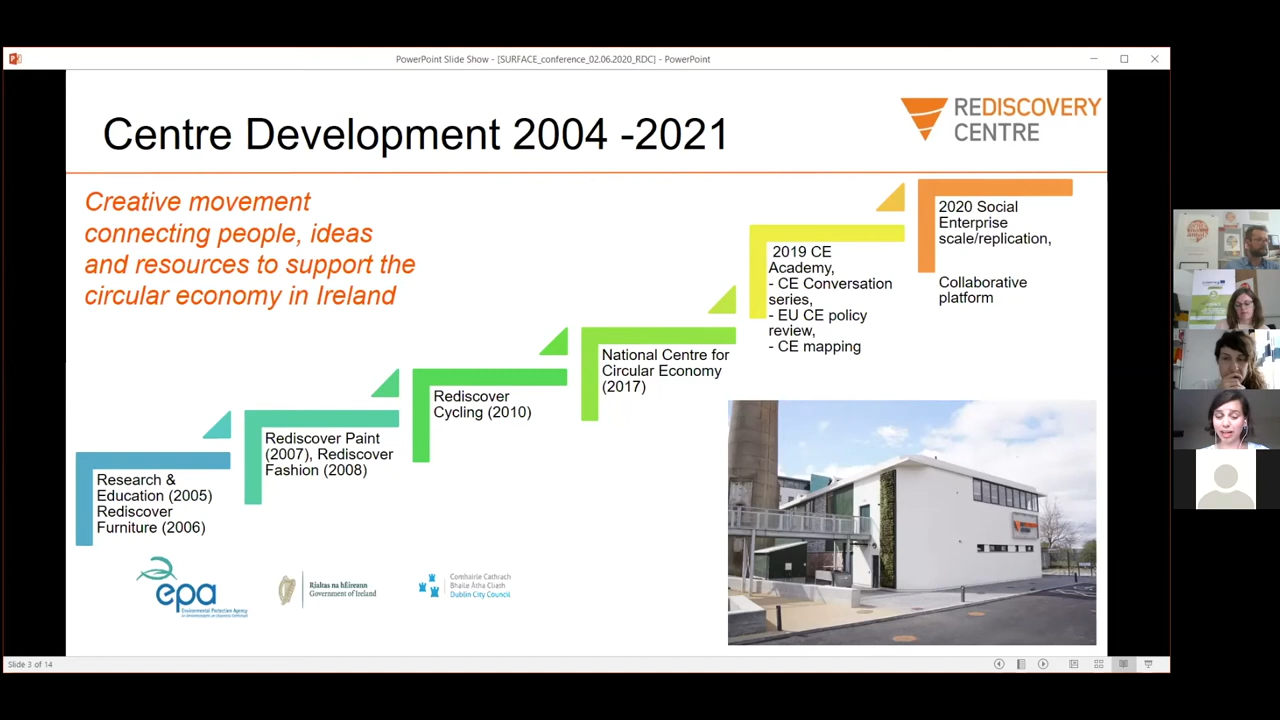 PowerPoint Slide Show - [SURFACE_conference_02.06.2020_RDC] - PowerPoint
Centre Development 2004 -2021
REDISCOVERY
CENTRE
Creative movement
connecting people, ideas
and resources to support the
circular economy in Ireland
2020 Social
Enterprise
scale/replication,
Collaborative
platform
2019 CE
Academy,
- CE Conversation
series,
- EU CE policy
review,
- CE mapping
National Centre for
Circular Economy
(2017)
Rediscover
Cycling (2010)
Rediscover Paint
(2007), Rediscover
Fashion (2008)
Research &
Education (2005)
Rediscover
Furniture (2006)
epa
Environmental Protection Agency
Rialtas na hÉireann
Government of Ireland
Comhairle Cathrach
Bhaile Átha Cliath
Dublin City Council
Slide 3 of 14